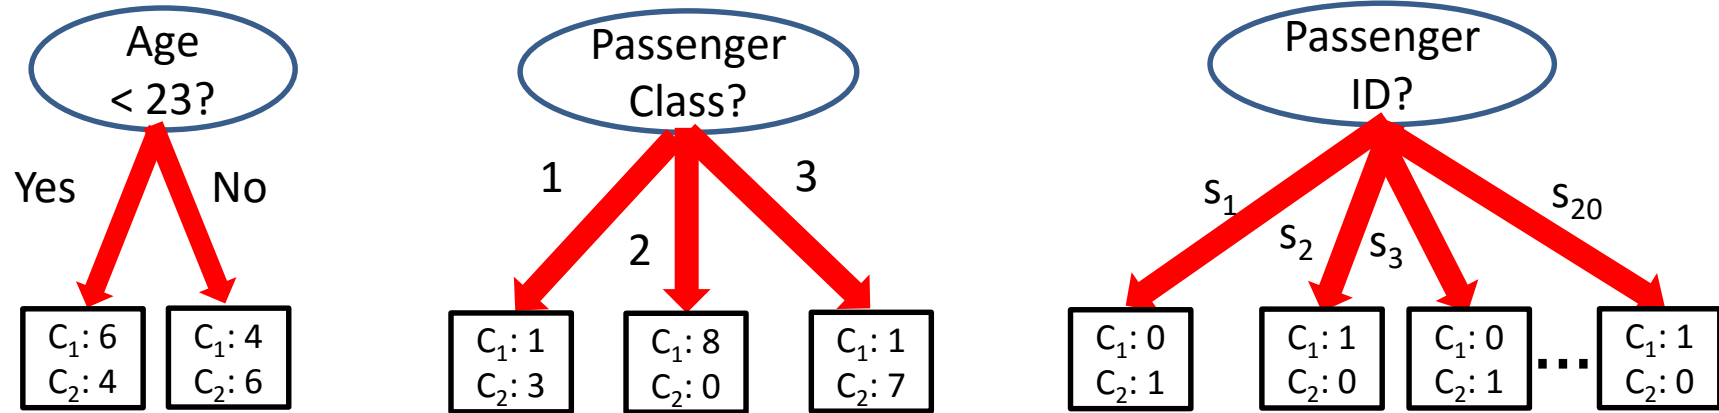 Age
< 23?
Yes
No
C₁: 6
C₂: 4
C₁: 4
C₂: 6
Passenger
Class?
1
2
3
C₁: 1
C₂: 3
C₁: 8
C₂: 0
C₁: 1
C₂: 7
Passenger
ID?
s₁
s₂
s₃
s₂₀
C₁: 0
C₂: 1
C₁: 1
C₂: 0
C₁: 0
C₂: 1
...
C₁: 1
C₂: 0